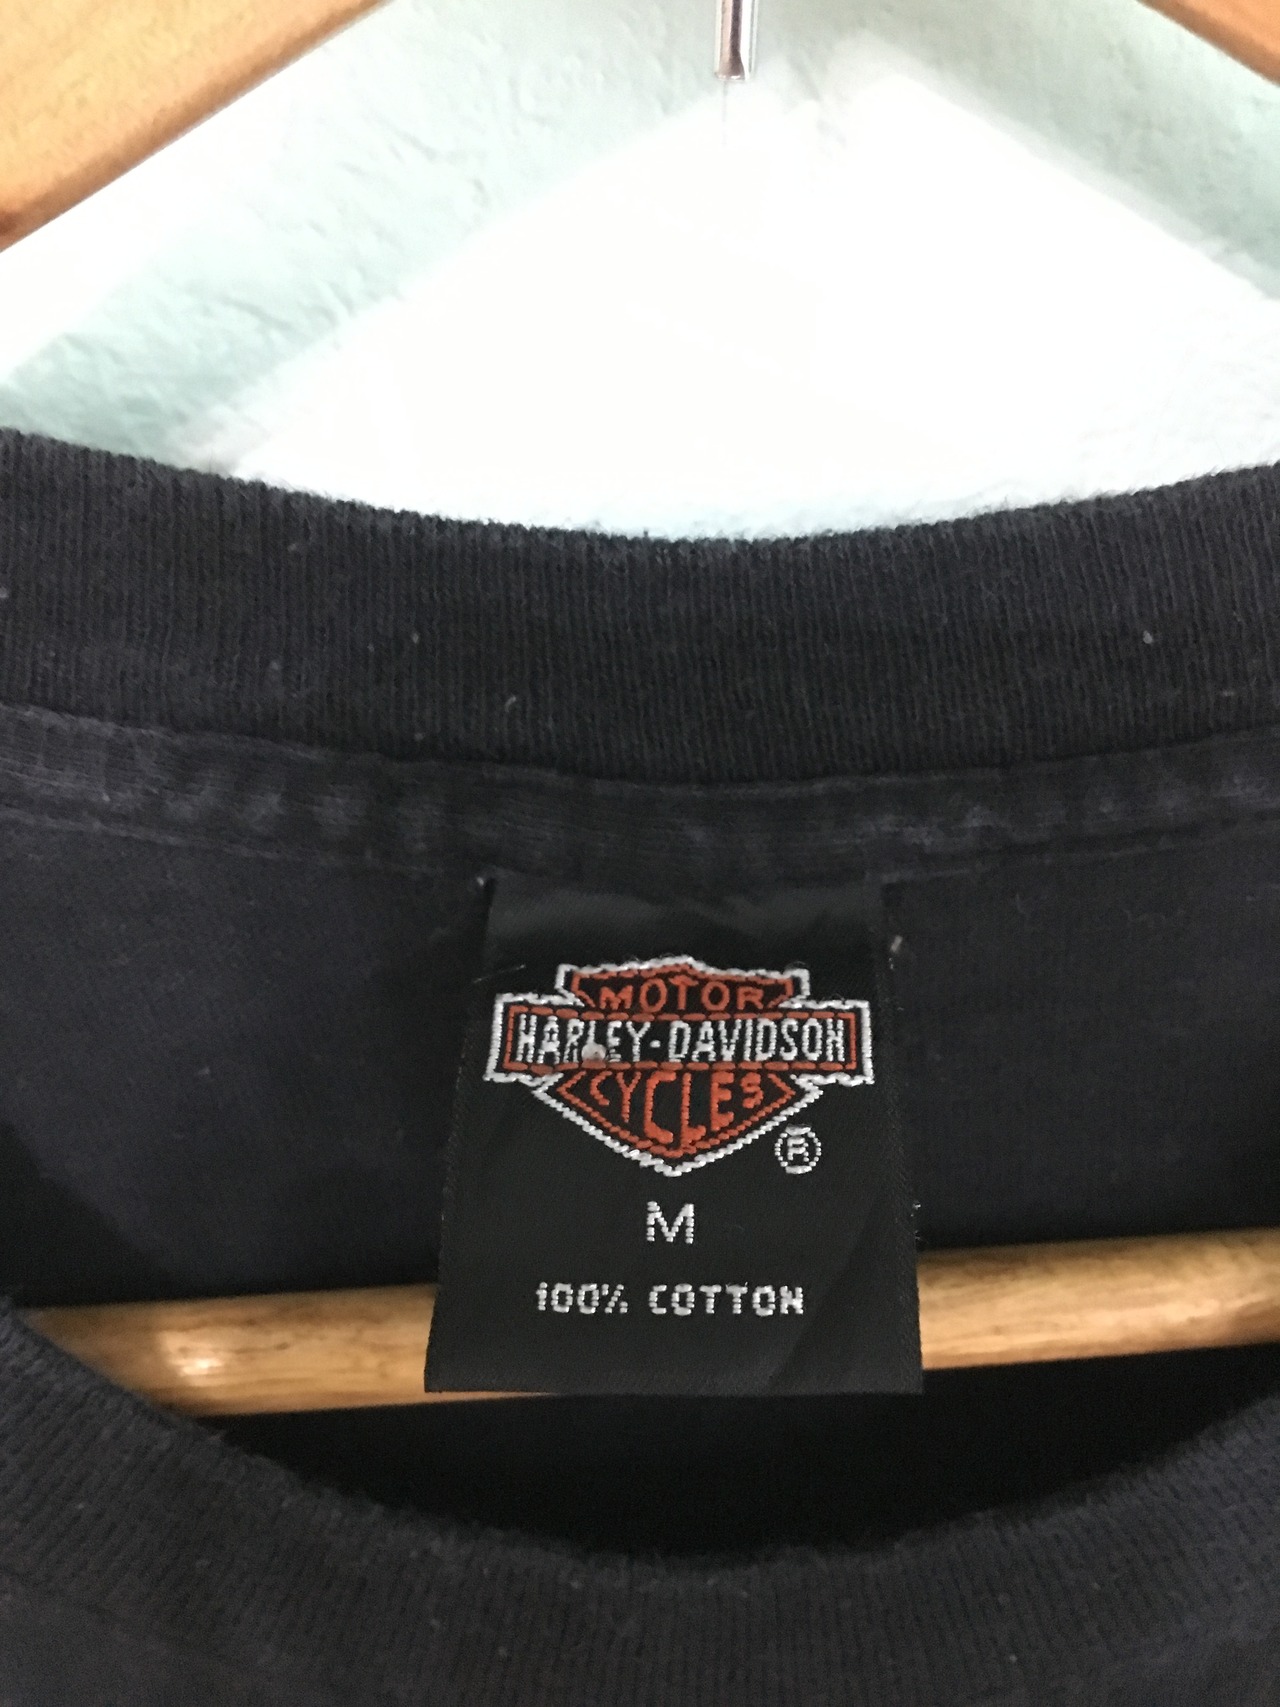 MOTOR
HARLEY-DAVIDSON
CYCLES
®
M
100% COTTON